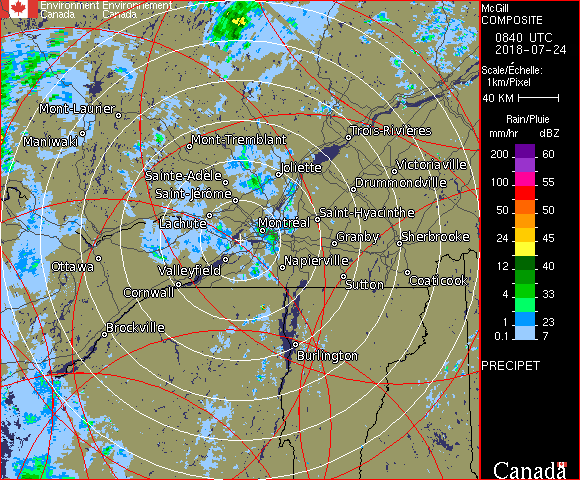 Environment Environnement
Canada Canada
McGill
COMPOSITE
0840 UTC
2018-07-24
Scale/Échelle:
1km/Pixel
40 KM
Rain/Pluie
mm/hr dBZ
200 60
100 55
50 50
24 45
12 40
4 33
1 23
0.1 7
PRECIPET
Canada
Mont-Laurier
Maniwaki
Mont-Tremblant
Trois-Rivières
Sainte-Adèle
Joliette
Victoriaville
Saint-Jérôme
Drummondville
Lachute
Montréal
Saint-Hyacinthe
Ottawa
Valleyfield
Napierville
Granby
Sherbrooke
Cornwall
Sutton
Coaticook
Brockville
Burlington